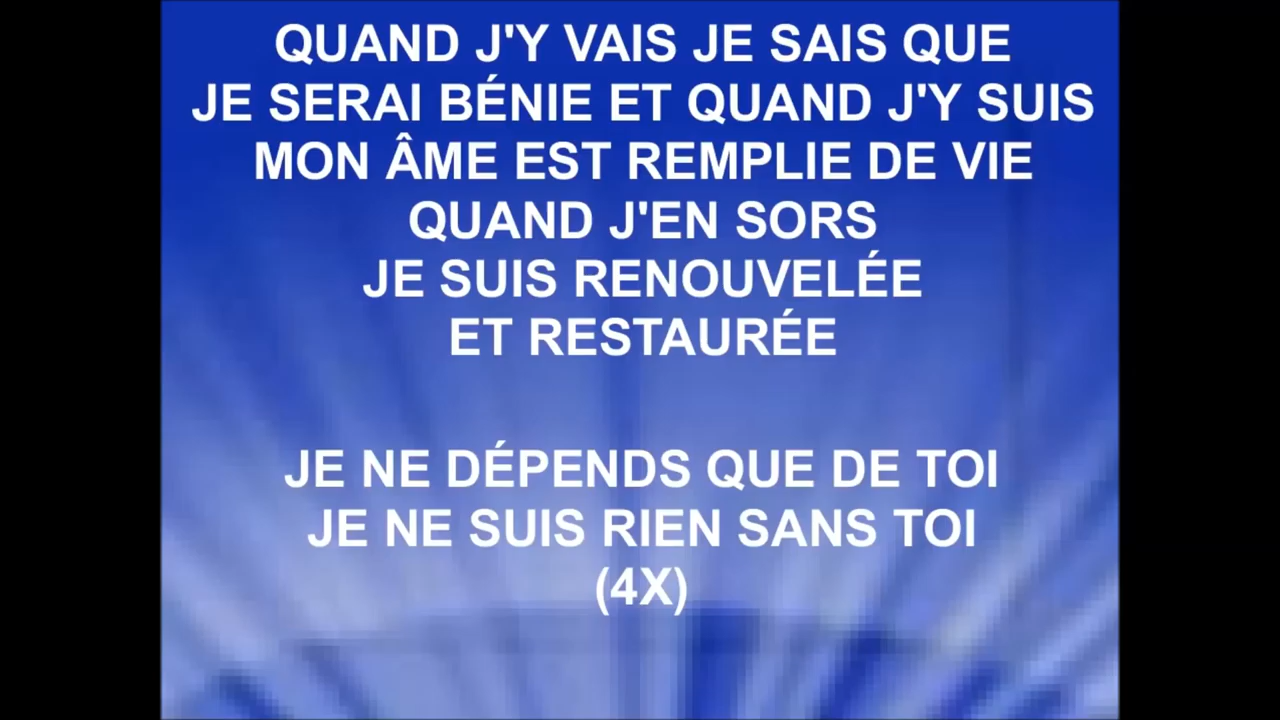 QUAND J'Y VAIS JE SAIS QUE
JE SERAI BÉNIE ET QUAND J'Y SUIS
MON ÂME EST REMPLIE DE VIE
QUAND J'EN SORS
JE SUIS RENOUVELÉE
ET RESTAURÉE
JE NE DÉPENDS QUE DE TOI
JE NE SUIS RIEN SANS TOI
(4X)